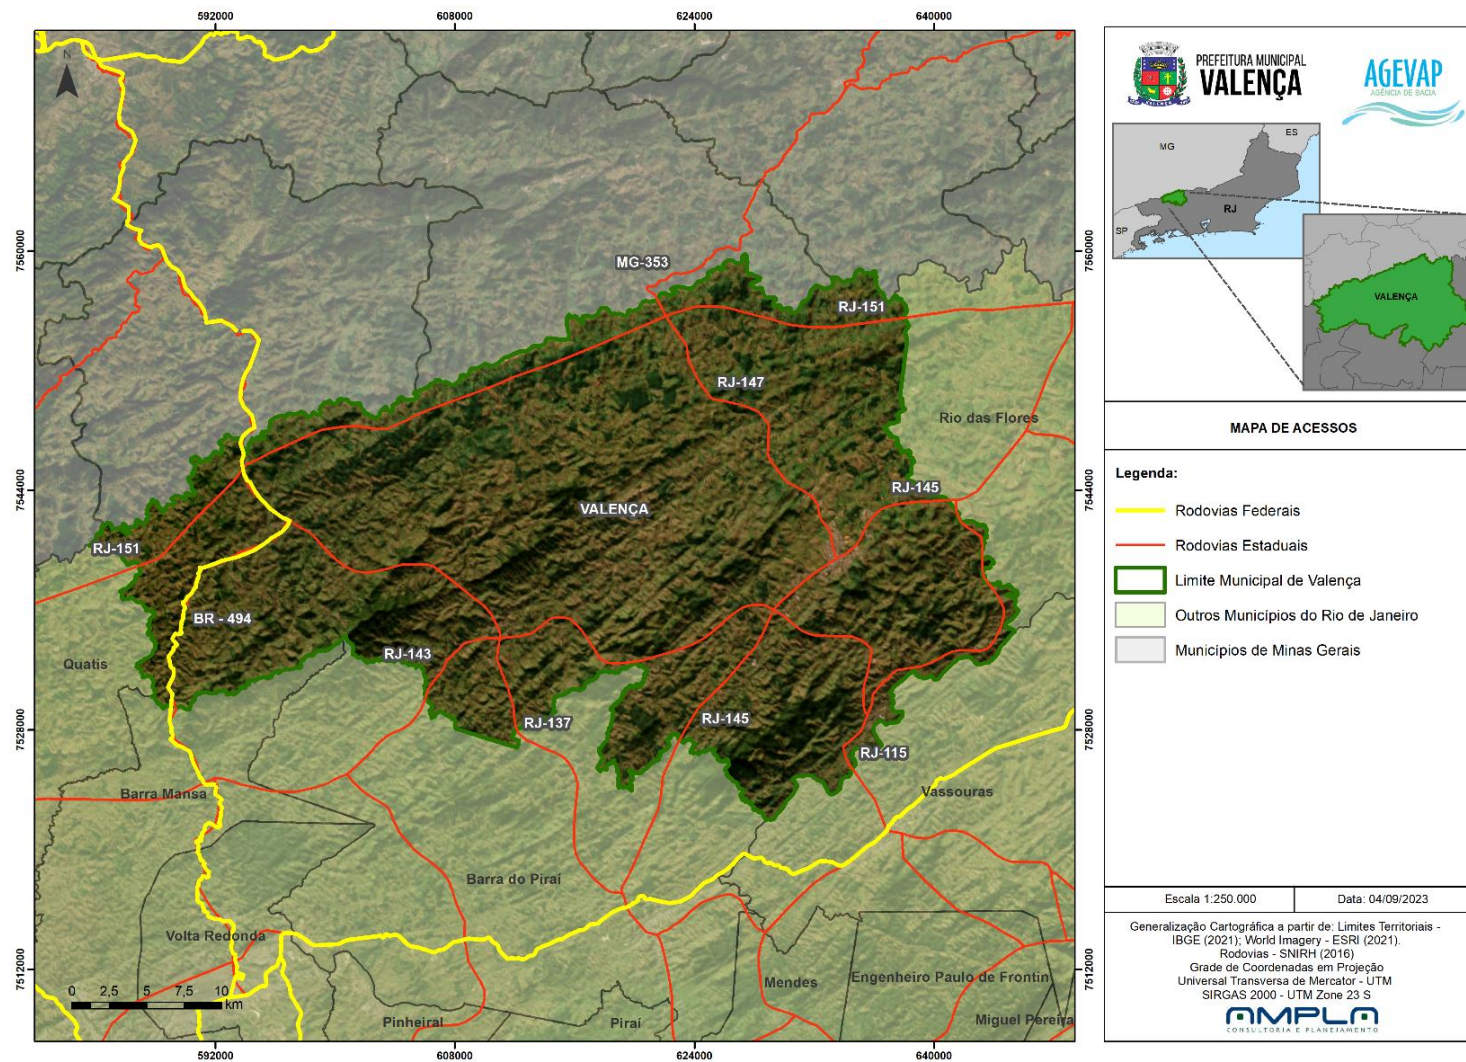 592000
608000
624000
640000
N
7560000
7560000
7544000
7544000
7528000
7528000
7512000
7512000
MG-353
RJ-151
RJ-147
Rio das Flores
RJ-145
VALENÇA
RJ-151
BR - 494
Quatis
RJ-143
RJ-137
RJ-145
RJ-115
Barra Mansa
Vassouras
Barra do Piraí
Volta Redonda
Mendes
Engenheiro Paulo de Frontin
Pinheiral
Piraí
Miguel Pereira
0 2,5 5 7,5 10
km
592000
608000
624000
640000
VALENÇA
PREFEITURA MUNICIPAL
VALENÇA
AGEVAP
AGÊNCIA DE BACIA
MG
ES
RJ
SP
VALENÇA
MAPA DE ACESSOS
Legenda:
Rodovias Federais
Rodovias Estaduais
Limite Municipal de Valença
Outros Municípios do Rio de Janeiro
Municípios de Minas Gerais
Escala 1:250.000
Data: 04/09/2023
Generalização Cartográfica a partir de: Limites Territoriais -
IBGE (2021); World Imagery - ESRI (2021).
Rodovias - SNIRH (2016)
Grade de Coordenadas em Projeção
Universal Transversa de Mercator - UTM
SIRGAS 2000 - UTM Zone 23 S
AMPLA
CONSULTORIA E PLANEJAMENTO